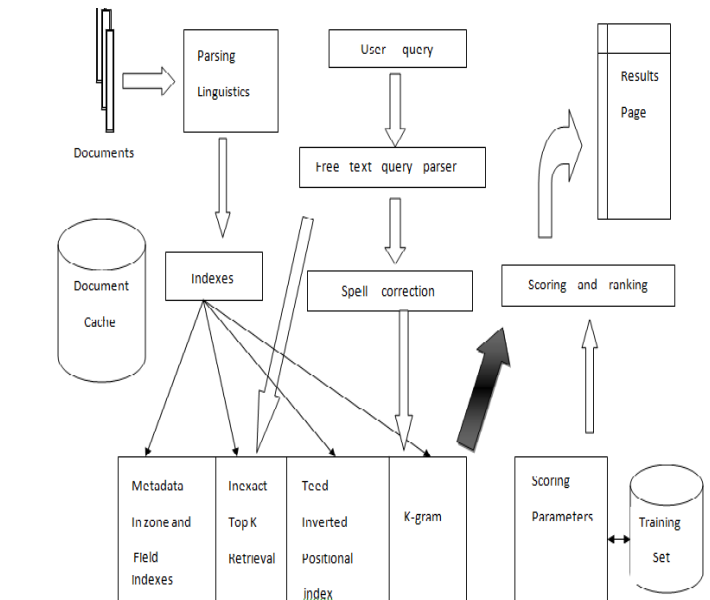 Parsing
Linguistics
Documents
User query
Free text query parser
Results
Page
Document
Cache
Indexes
Spell correction
Scoring and ranking
Metadata
In zone and
Field
Indexes
Inexact
Top K
Retrieval
Teed
Inverted
Positional
index
K-gram
Scoring
Parameters
Training
Set